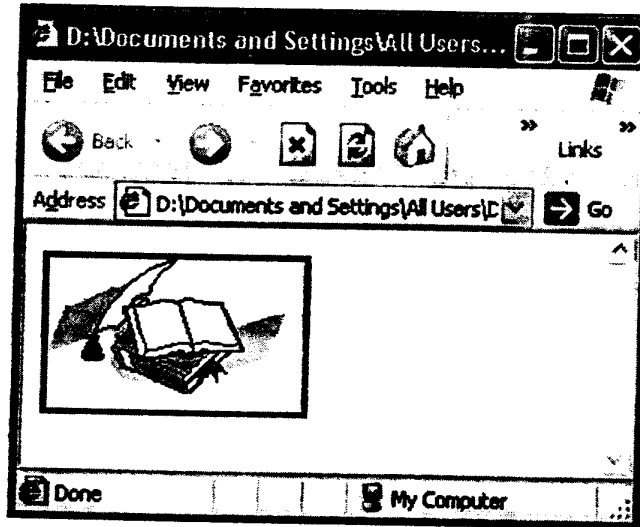 D:\Documents and Settings\All Users...
File Edit View Favorites Tools Help
Back » Links »
Address D:\Documents and Settings\All Users\D Go
Done My Computer